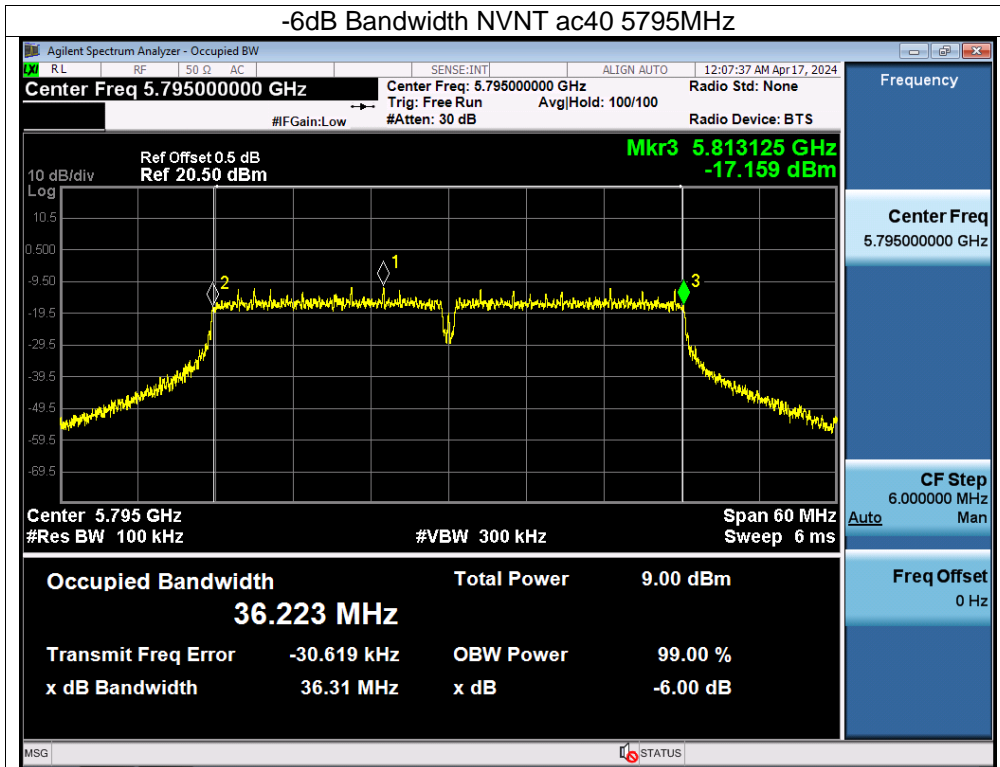 -6dB Bandwidth NVNT ac40 5795MHz
Agilent Spectrum Analyzer - Occupied BW
LXI RL RF 50 Ω AC SENSE:INT ALIGN AUTO 12:07:37 AM Apr 17, 2024
Center Freq 5.795000000 GHz
Center Freq: 5.795000000 GHz Radio Std: None
Trig: Free Run Avg|Hold: 100/100
#IFGain:Low #Atten: 30 dB Radio Device: BTS
Frequency
Mkr3 5.813125 GHz
-17.159 dBm
Ref Offset 0.5 dB
10 dB/div Ref 20.50 dBm
Log
10.5
0.500
-9.50
-19.5
-29.5
-39.5
-49.5
-59.5
-69.5
1
2
3
Center 5.795 GHz Span 60 MHz
#Res BW 100 kHz #VBW 300 kHz Sweep 6 ms
Occupied Bandwidth Total Power 9.00 dBm
36.223 MHz
Transmit Freq Error -30.619 kHz OBW Power 99.00 %
x dB Bandwidth 36.31 MHz x dB -6.00 dB
Center Freq
5.795000000 GHz
CF Step
6.000000 MHz
Auto Man
Freq Offset
0 Hz
MSG STATUS